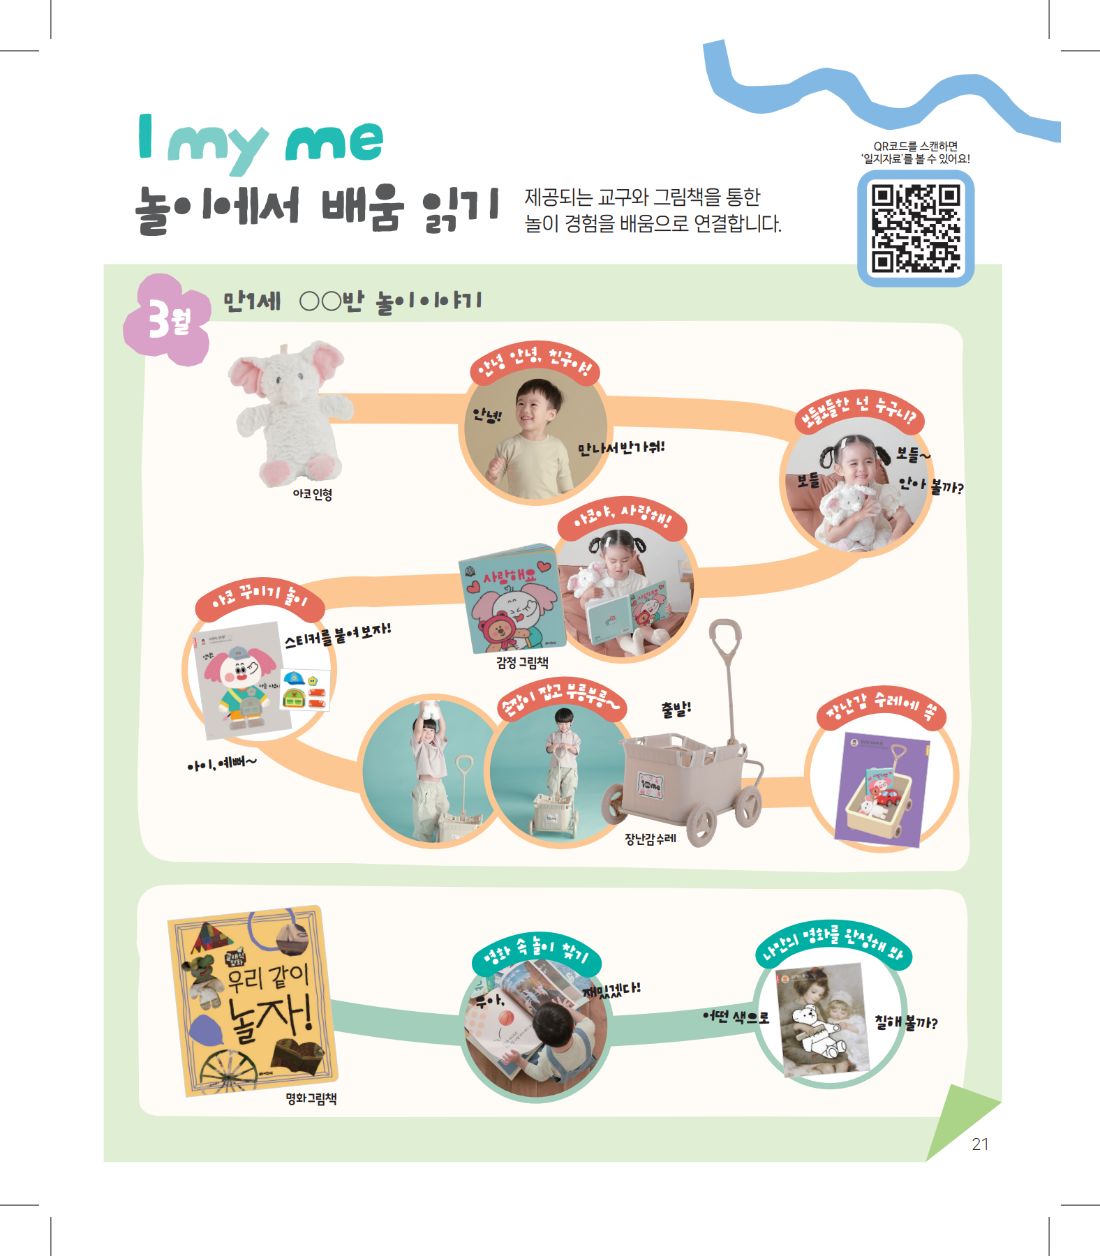 I my me
놀이에서 배움 읽기
제공되는 교구와 그림책을 통한
놀이 경험을 배움으로 연결합니다.
QR코드를 스캔하면
'일지자료'를 볼 수 있어요!
3월
만1세 ○○반 놀이 이야기
아코 인형
안녕 안녕, 친구야!
안녕!
만나서 반가워!
보들보들한 넌 누구니?
보들~
보들
안아 볼까?
아코야, 사랑해!
사랑해요
감정 그림책
아코 꾸미기 놀이
스티커를 붙여 보자!
아이, 예뻐~
손잡이 잡고 부릉부릉~
출발!
장난감 수레
장난감 수레에 쏙
우리 같이
놀자!
명화 그림책
명화 속 놀이 찾기
우아,
재밌겠다!
나만의 명화를 완성해 봐
어떤 색으로
칠해 볼까?
21